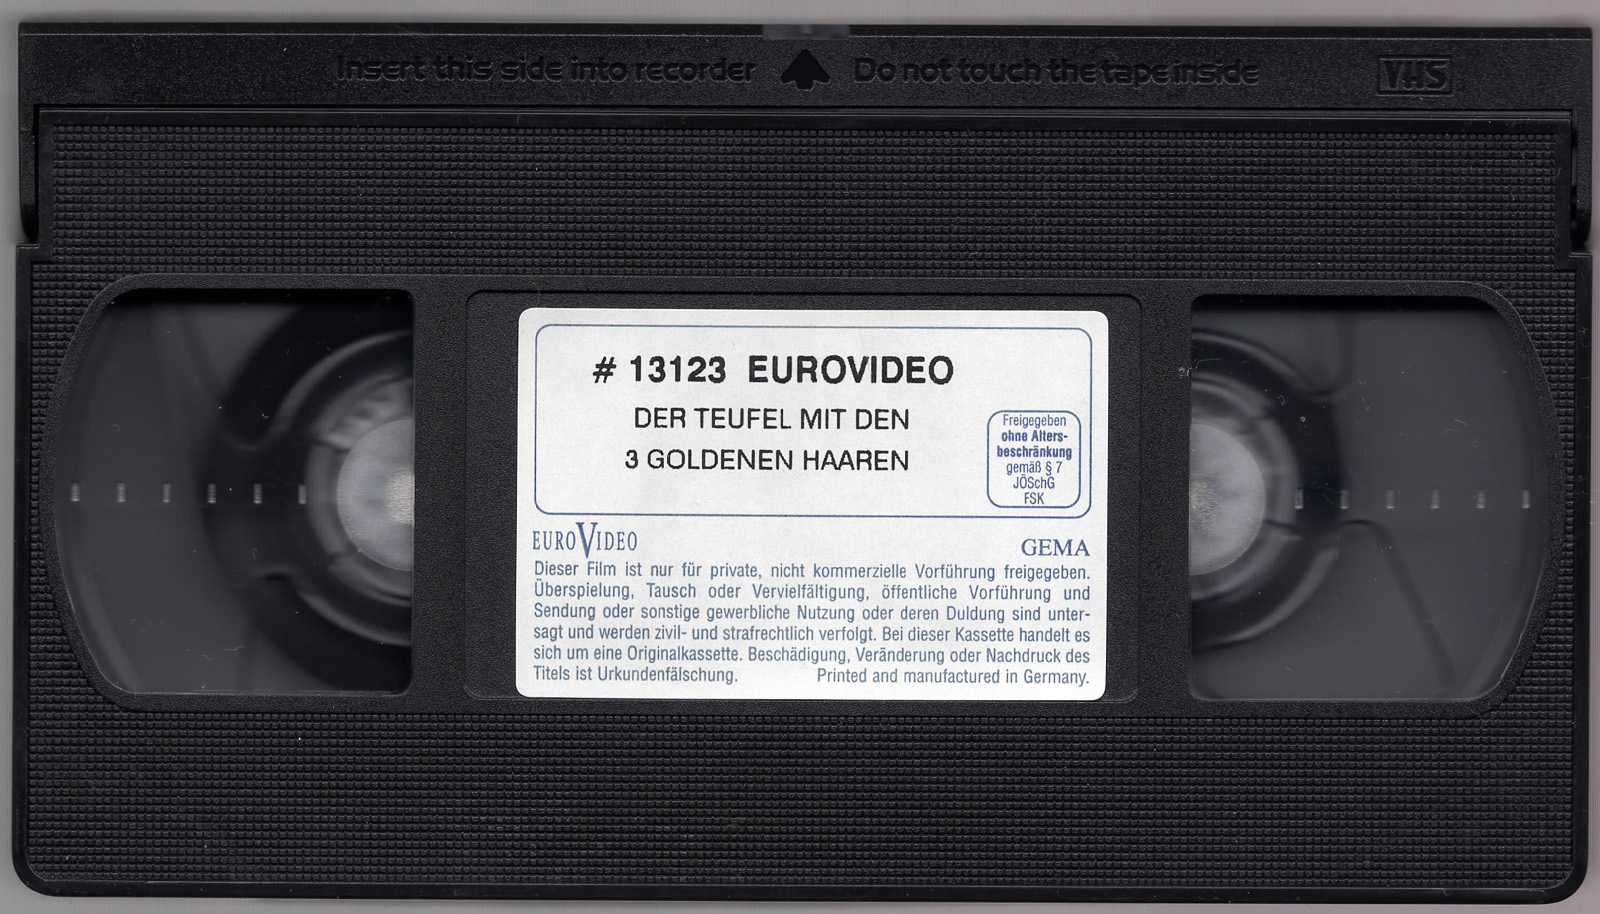 Insert this side into recorder Do not touch the tape inside VHS
# 13123 EUROVIDEO
DER TEUFEL MIT DEN
3 GOLDENEN HAAREN
Freigegeben
ohne Alters-
beschränkung
gemäß § 7
JÖSchG
FSK
EUROVIDEO GEMA
Dieser Film ist nur für private, nicht kommerzielle Vorführung freigegeben.
Überspielung, Tausch oder Vervielfältigung, öffentliche Vorführung und
Sendung oder sonstige gewerbliche Nutzung oder deren Duldung sind unter-
sagt und werden zivil- und strafrechtlich verfolgt. Bei dieser Kassette handelt es
sich um eine Originalkassette. Beschädigung, Veränderung oder Nachdruck des
Titels ist Urkundenfälschung. Printed and manufactured in Germany.